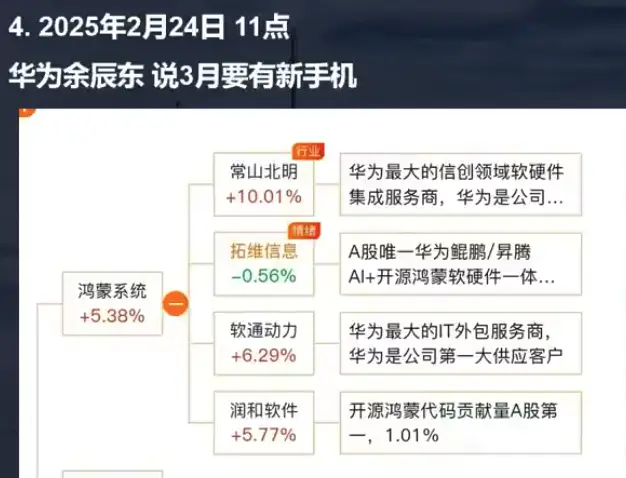 4. 2025年2月24日 11点
华为余辰东 说3月要有新手机
行业
常山北明
+10.01%
华为最大的信创领域软硬件
集成服务商，华为是公司...
情绪
拓维信息
-0.56%
A股唯一华为鲲鹏/昇腾
AI+开源鸿蒙软硬件一体...
鸿蒙系统
+5.38%
软通动力
+6.29%
华为最大的IT外包服务商，
华为是公司第一大供应客户
润和软件
+5.77%
开源鸿蒙代码贡献量A股第
一，1.01%